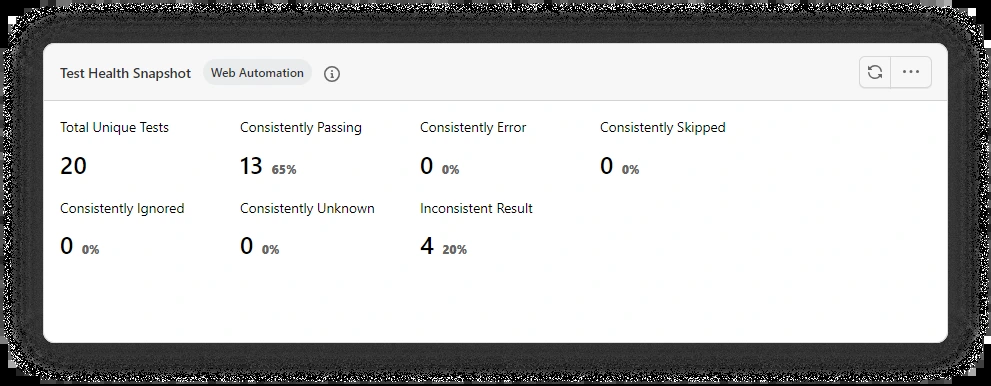 Test Health Snapshot Web Automation
Total Unique Tests Consistently Passing Consistently Error Consistently Skipped
20 13 65% 0 0% 0 0%
Consistently Ignored Consistently Unknown Inconsistent Result
0 0% 0 0% 4 20%